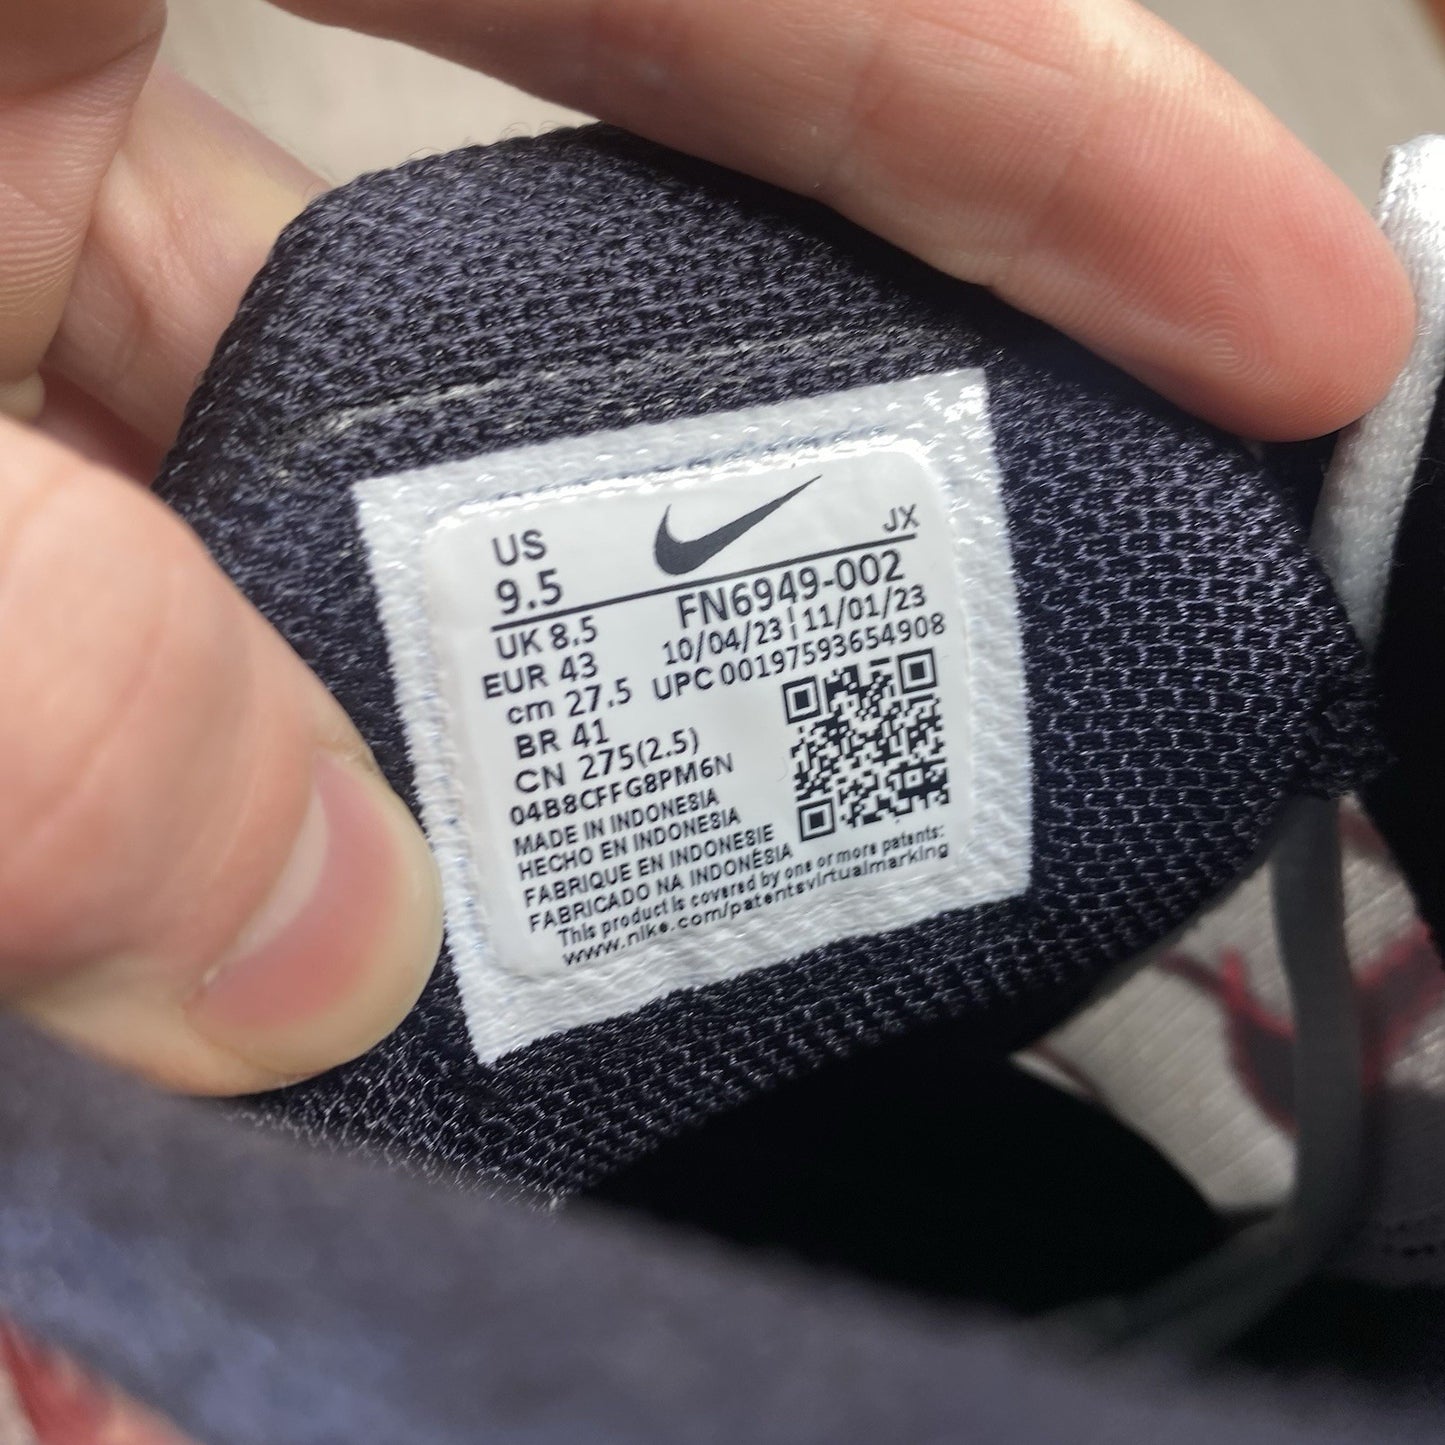 US
9.5
JX
FN6949-002
UK 8.5
10/04/23 | 11/01/23
EUR 43
UPC 00197593654908
cm 27.5
BR 41
CN 275(2.5)
04B8CFFG8PM6N
MADE IN INDONESIA
HECHO EN INDONESIA
FABRIQUE EN INDONESIE
FABRICADO NA INDONÉSIA
This product is covered by one or more patents:
www.nike.com/patentsvirtualmarking